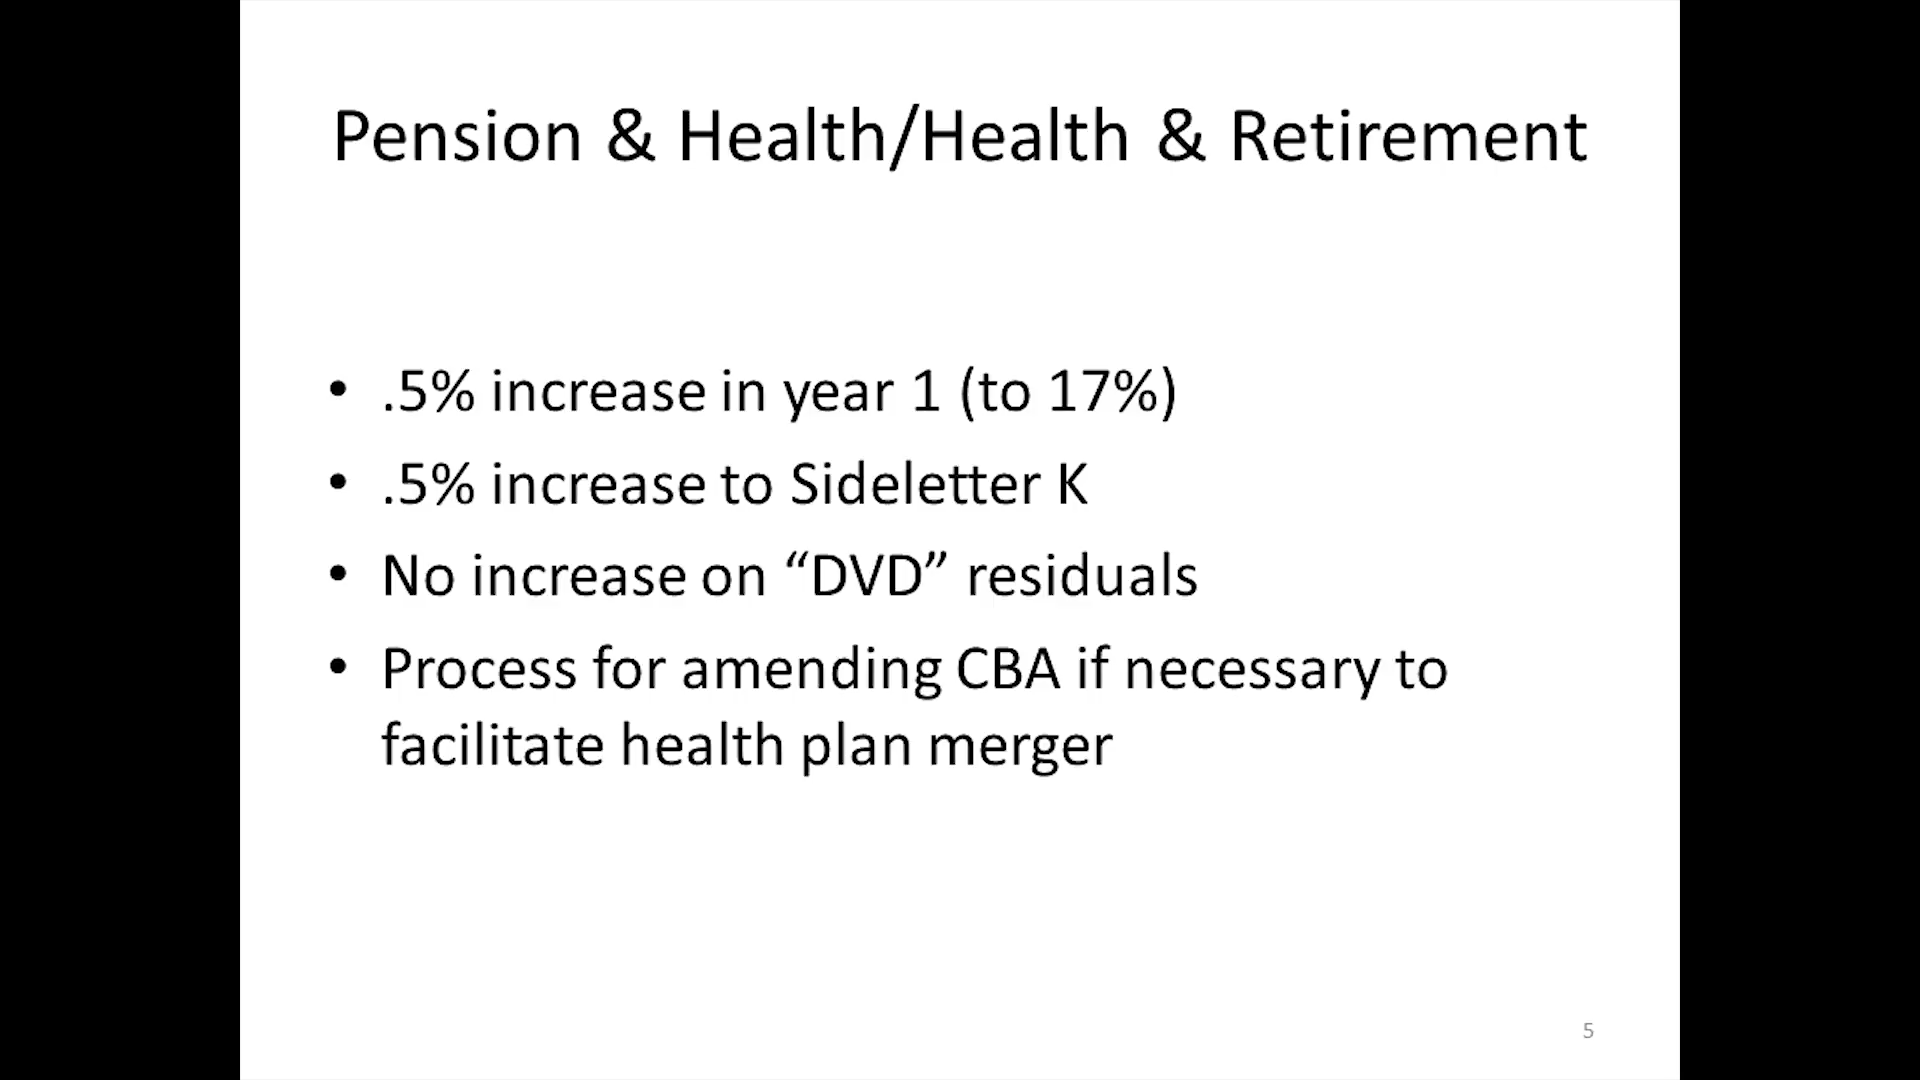 Pension & Health/Health & Retirement
• .5% increase in year 1 (to 17%)
• .5% increase to Sideletter K
• No increase on “DVD” residuals
• Process for amending CBA if necessary to
facilitate health plan merger
5